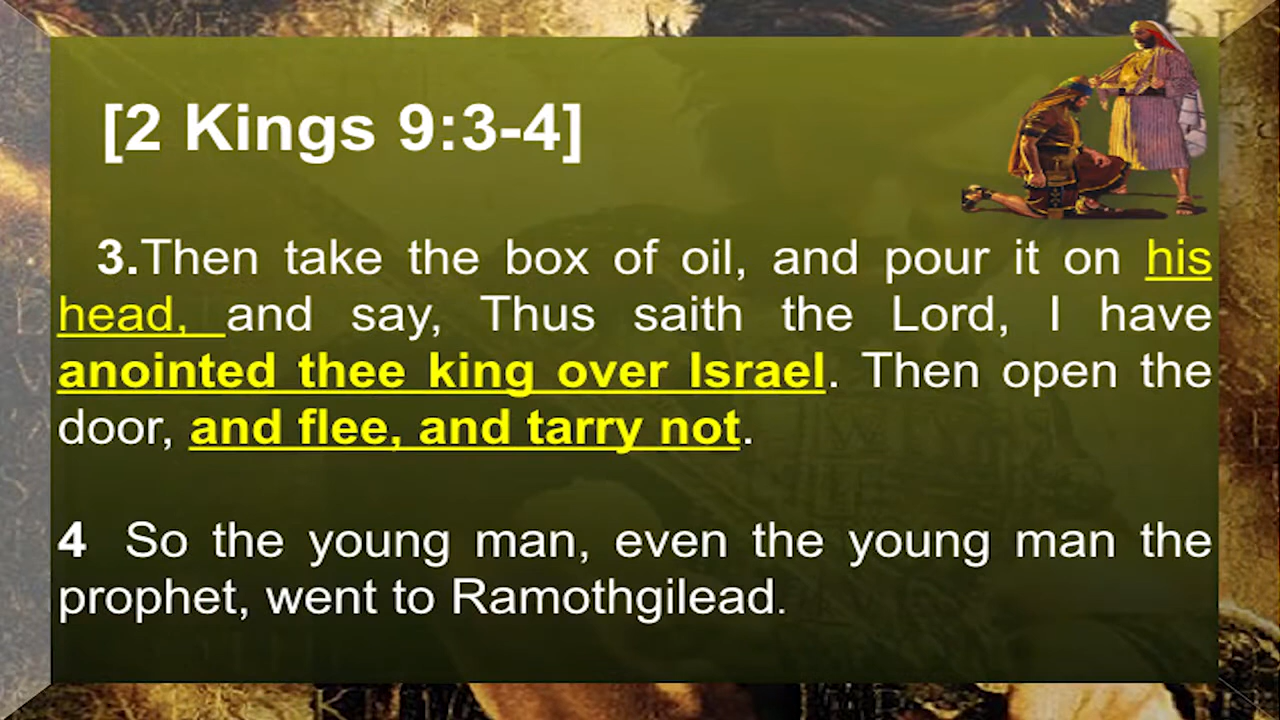 [2 Kings 9:3-4]
3.Then take the box of oil, and pour it on his
head, and say, Thus saith the Lord, I have
anointed thee king over Israel. Then open the
door, and flee, and tarry not.
4 So the young man, even the young man the
prophet, went to Ramothgilead.